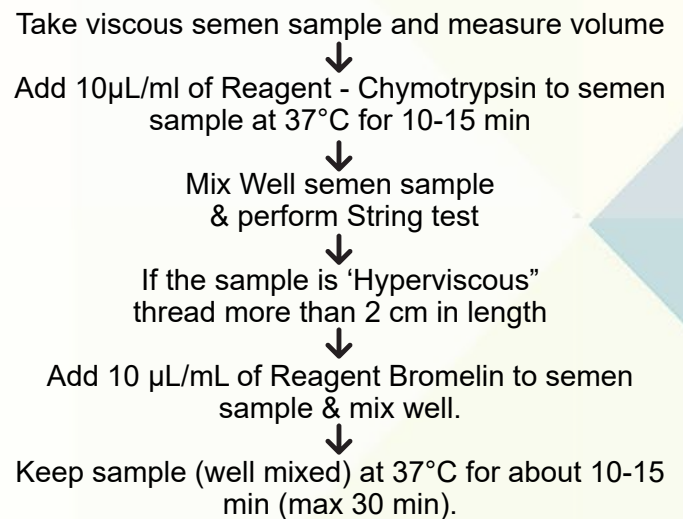 Take viscous semen sample and measure volume
Add 10µL/ml of Reagent - Chymotrypsin to semen
sample at 37°C for 10-15 min
Mix Well semen sample
& perform String test
If the sample is ‘Hyperviscous”
thread more than 2 cm in length
Add 10 µL/mL of Reagent Bromelin to semen
sample & mix well.
Keep sample (well mixed) at 37°C for about 10-15
min (max 30 min).